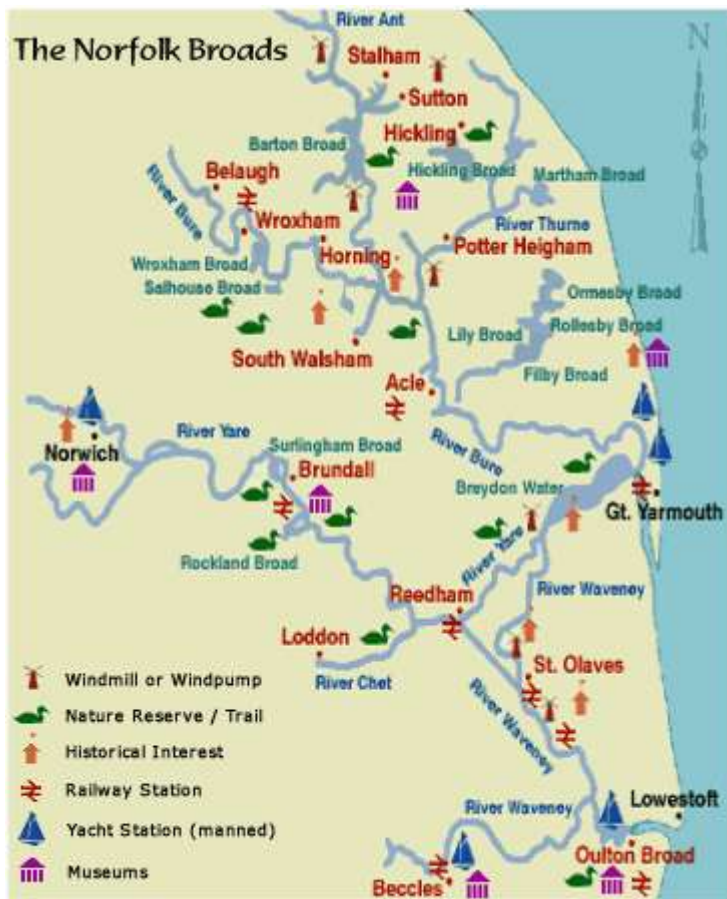 River Ant
The Norfolk Broads
N
Stalham
Sutton
Hickling
Barton Broad
Hickling Broad
Martham Broad
Belaugh
River Bure
Wroxham
River Thurne
Horning
Potter Heigham
Wroxham Broad
Salhouse Broad
Ormesby Broad
Rollesby Broad
Lily Broad
South Walsham
Filby Broad
Acle
River Yare
Norwich
Surlingham Broad
River Bure
Brundall
Breydon Water
Gt. Yarmouth
River Yare
Rockland Broad
Reedham
River Waveney
Loddon
River Chet
St. Olaves
River Waveney
Windmill or Windpump
Nature Reserve / Trail
Historical Interest
Railway Station
Yacht Station (manned)
Museums
River Waveney
Lowestoft
Oulton Broad
Beccles